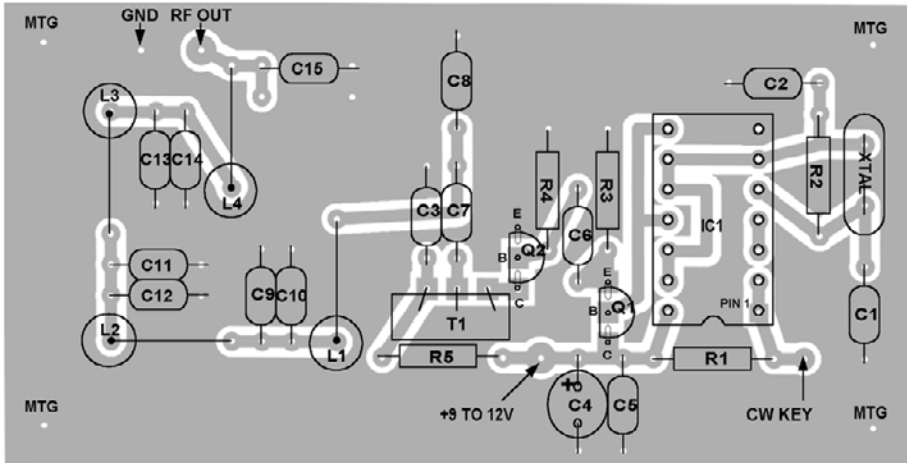 MTG
GND
RF OUT
MTG
C15
C8
C2
L3
C13
C14
L4
C3
C7
R4
R3
R2
XTAL
E
B
Q2
C
C6
IC1
C11
C12
C9
C10
E
B
Q1
C
PIN 1
C1
L2
L1
T1
R5
R1
+
C4
C5
MTG
+9 TO 12V
CW KEY
MTG